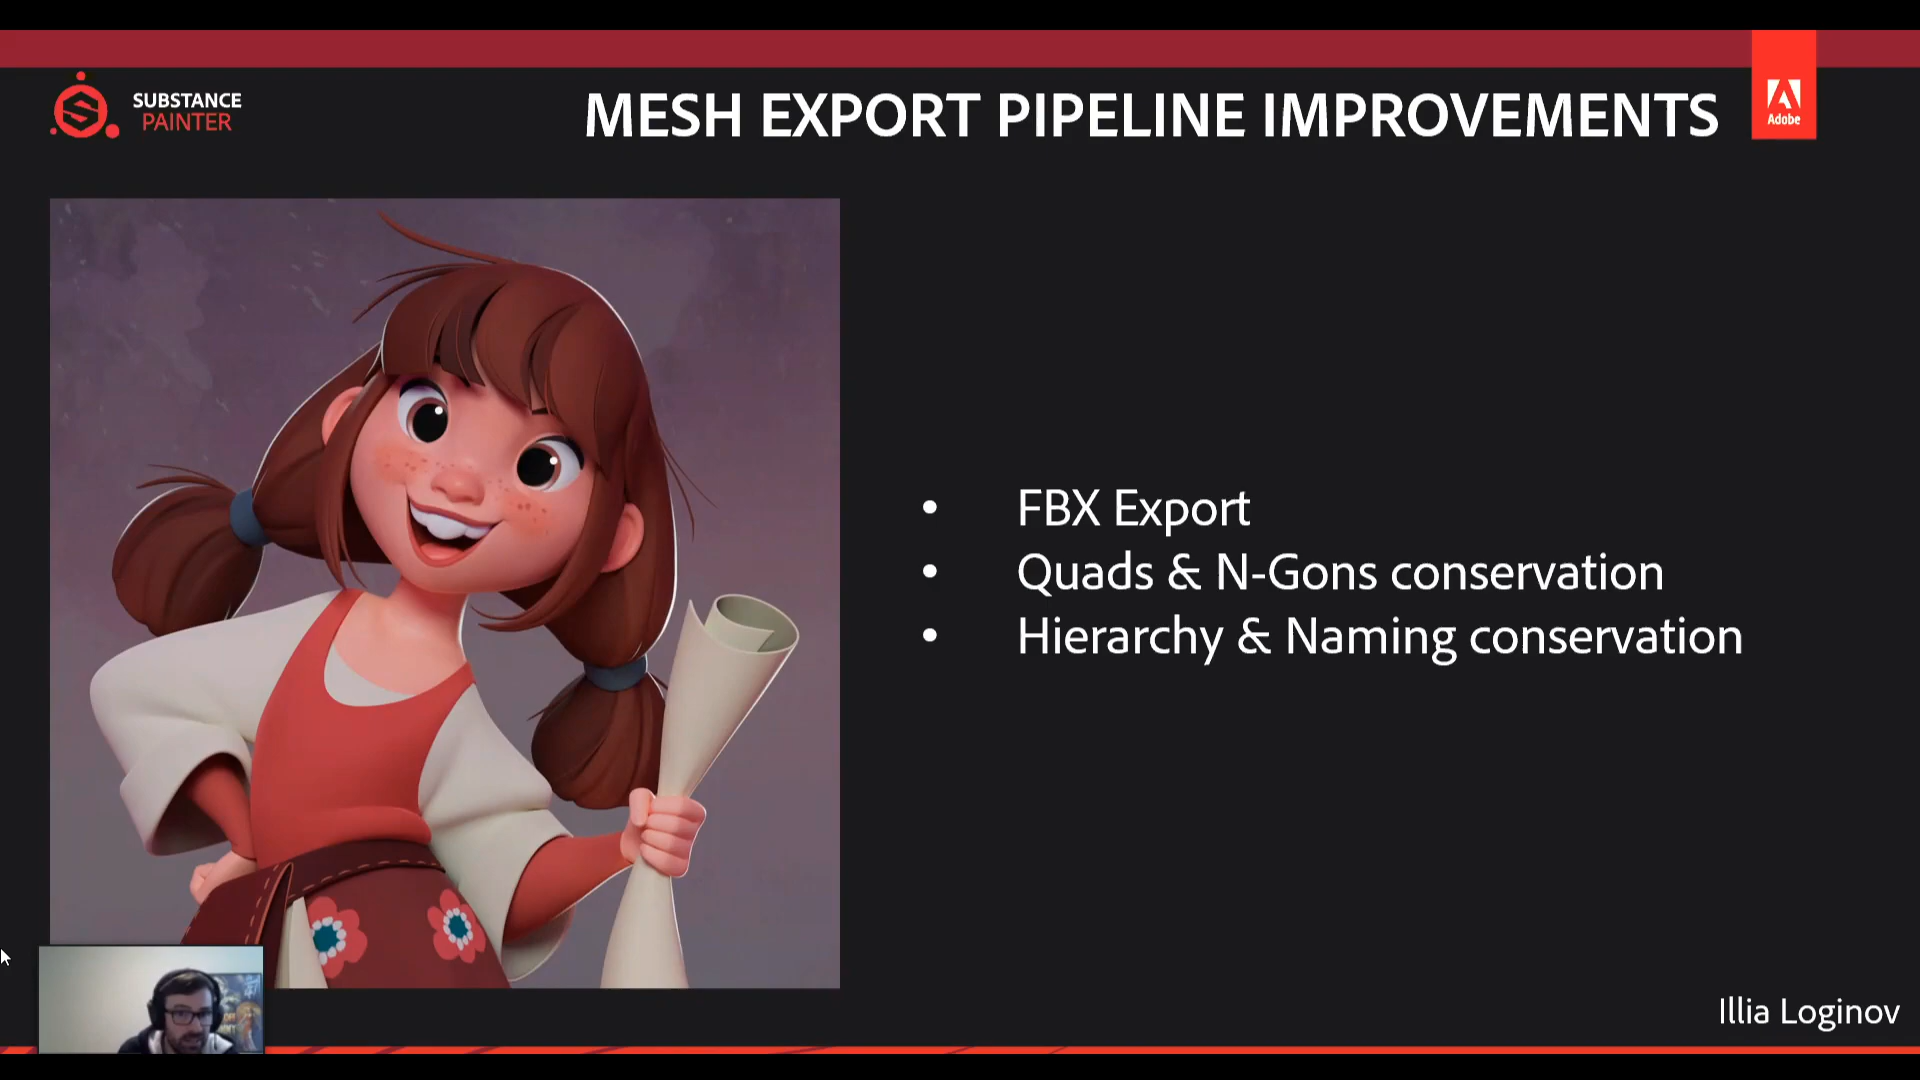 SUBSTANCE
PAINTER
MESH EXPORT PIPELINE IMPROVEMENTS
Adobe
• FBX Export
• Quads & N-Gons conservation
• Hierarchy & Naming conservation
Illia Loginov